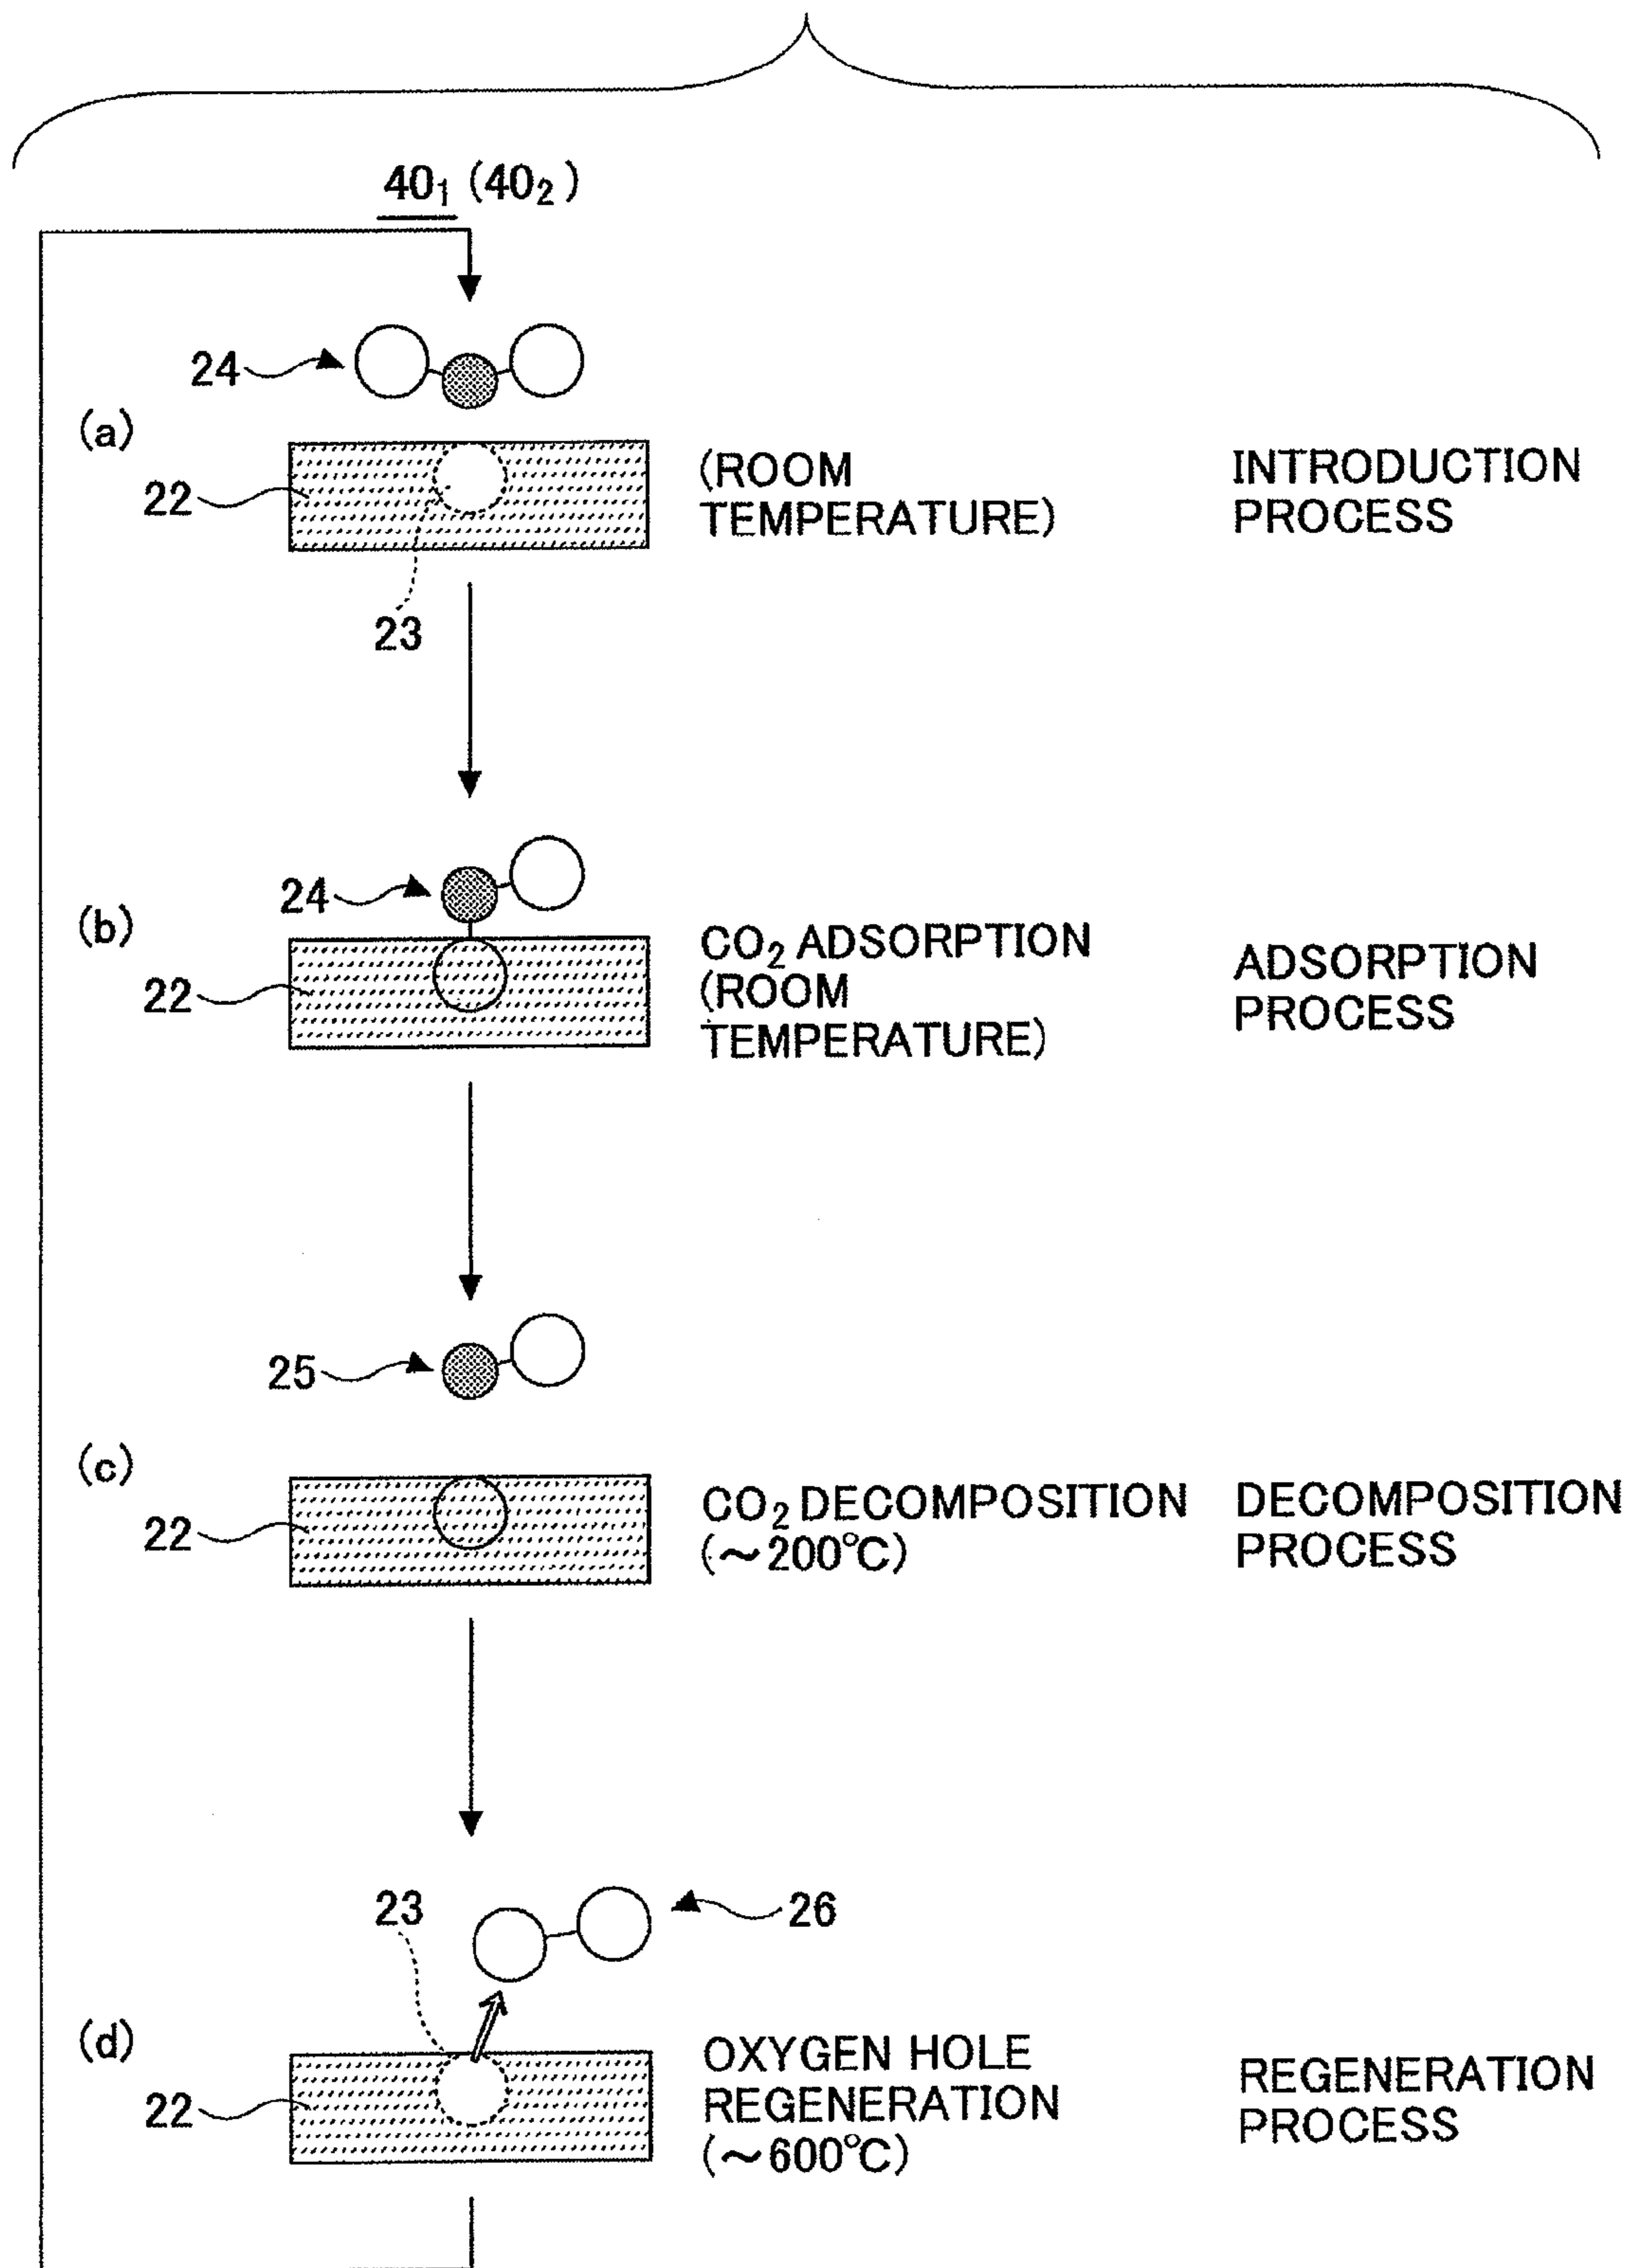 40₁ (40₂)
24
(a)
22
(ROOM
TEMPERATURE)
INTRODUCTION
PROCESS
23
24
(b)
22
CO₂ ADSORPTION
(ROOM
TEMPERATURE)
ADSORPTION
PROCESS
25
(c)
22
CO₂ DECOMPOSITION
(~200℃)
DECOMPOSITION
PROCESS
23
26
(d)
22
OXYGEN HOLE
REGENERATION
(~600℃)
REGENERATION
PROCESS